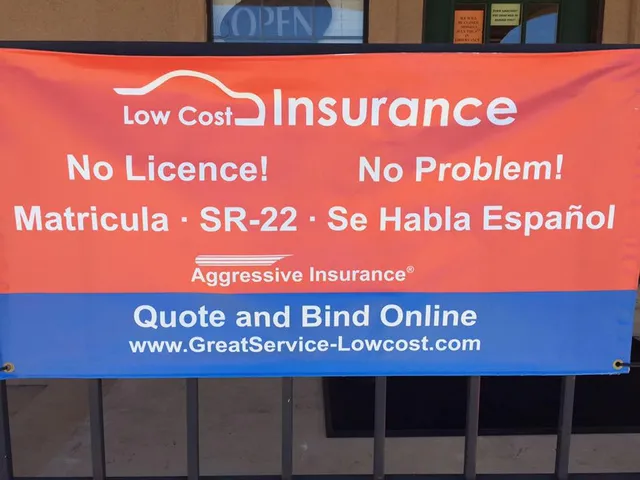 OPEN
Low Cost Insurance
No Licence! No Problem!
Matricula · SR-22 · Se Habla Español
Aggressive Insurance®
Quote and Bind Online
www.GreatService-Lowcost.com